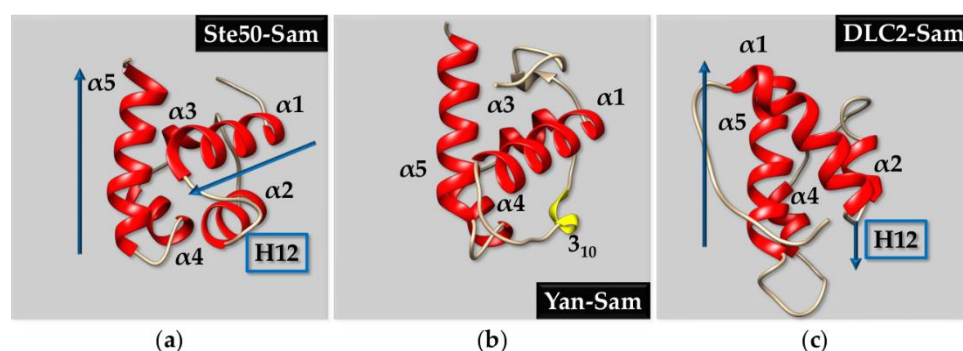 Ste50-Sam
α5
α3
α1
α2
α4
H12
(a)
α3
α1
α5
α4
3₁₀
Yan-Sam
(b)
DLC2-Sam
α1
α5
α2
α4
H12
(c)